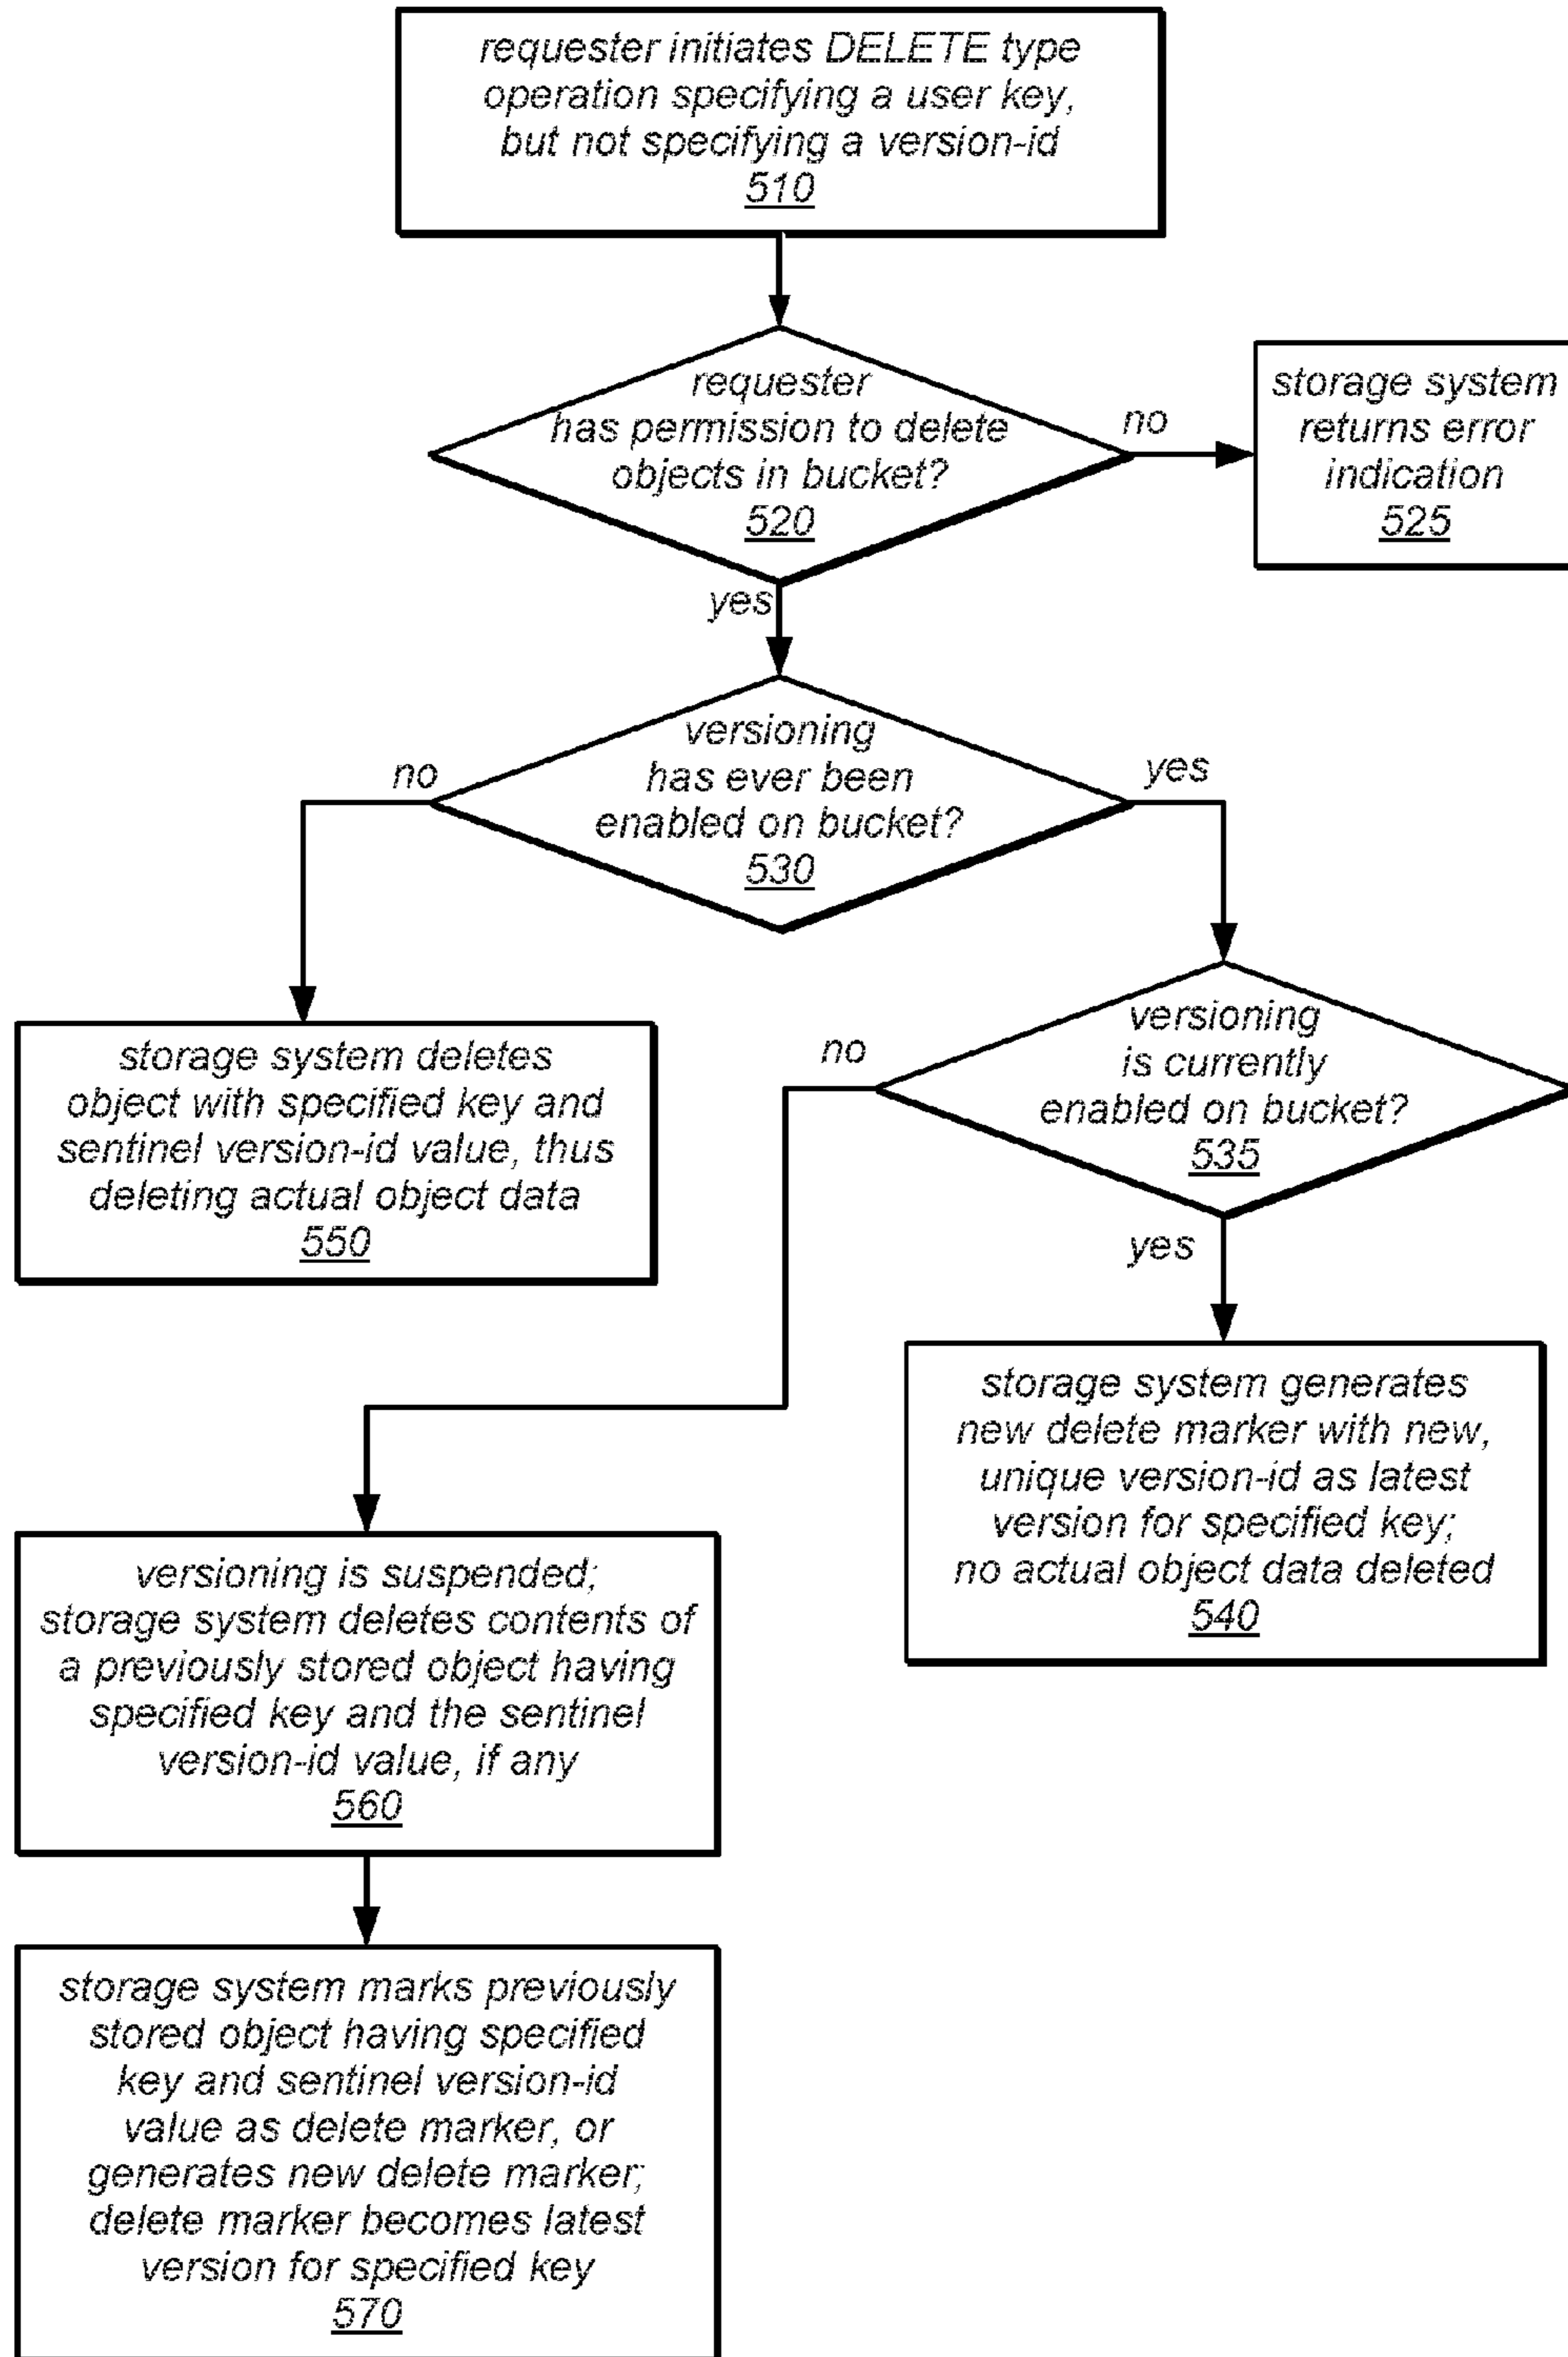 requester initiates DELETE type
operation specifying a user key,
but not specifying a version-id
510
requester
has permission to delete
objects in bucket?
520
no
storage system
returns error
indication
525
yes
versioning
has ever been
enabled on bucket?
530
no
yes
storage system deletes
object with specified key and
sentinel version-id value, thus
deleting actual object data
550
versioning
is currently
enabled on bucket?
535
no
yes
storage system generates
new delete marker with new,
unique version-id as latest
version for specified key;
no actual object data deleted
540
versioning is suspended;
storage system deletes contents of
a previously stored object having
specified key and the sentinel
version-id value, if any
560
storage system marks previously
stored object having specified
key and sentinel version-id
value as delete marker, or
generates new delete marker;
delete marker becomes latest
version for specified key
570